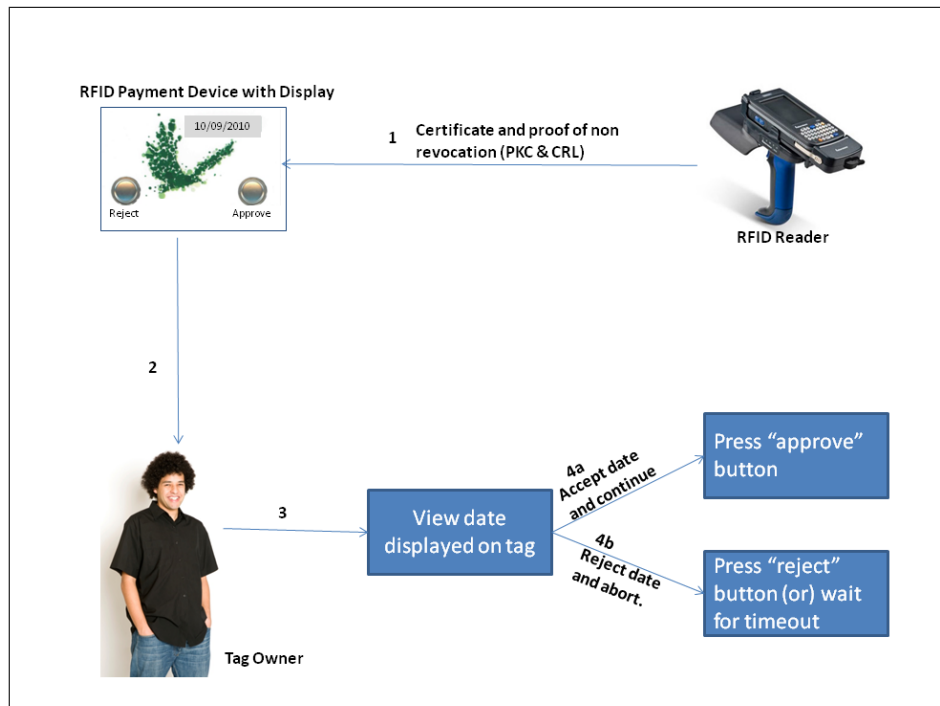 RFID Payment Device with Display
10/09/2010
Reject
Approve
1
Certificate and proof of non
revocation (PKC & CRL)
RFID Reader
2
3
Tag Owner
View date
displayed on tag
4a
Accept date
and continue
Press “approve”
button
4b
Reject date
and abort.
Press “reject”
button (or) wait
for timeout